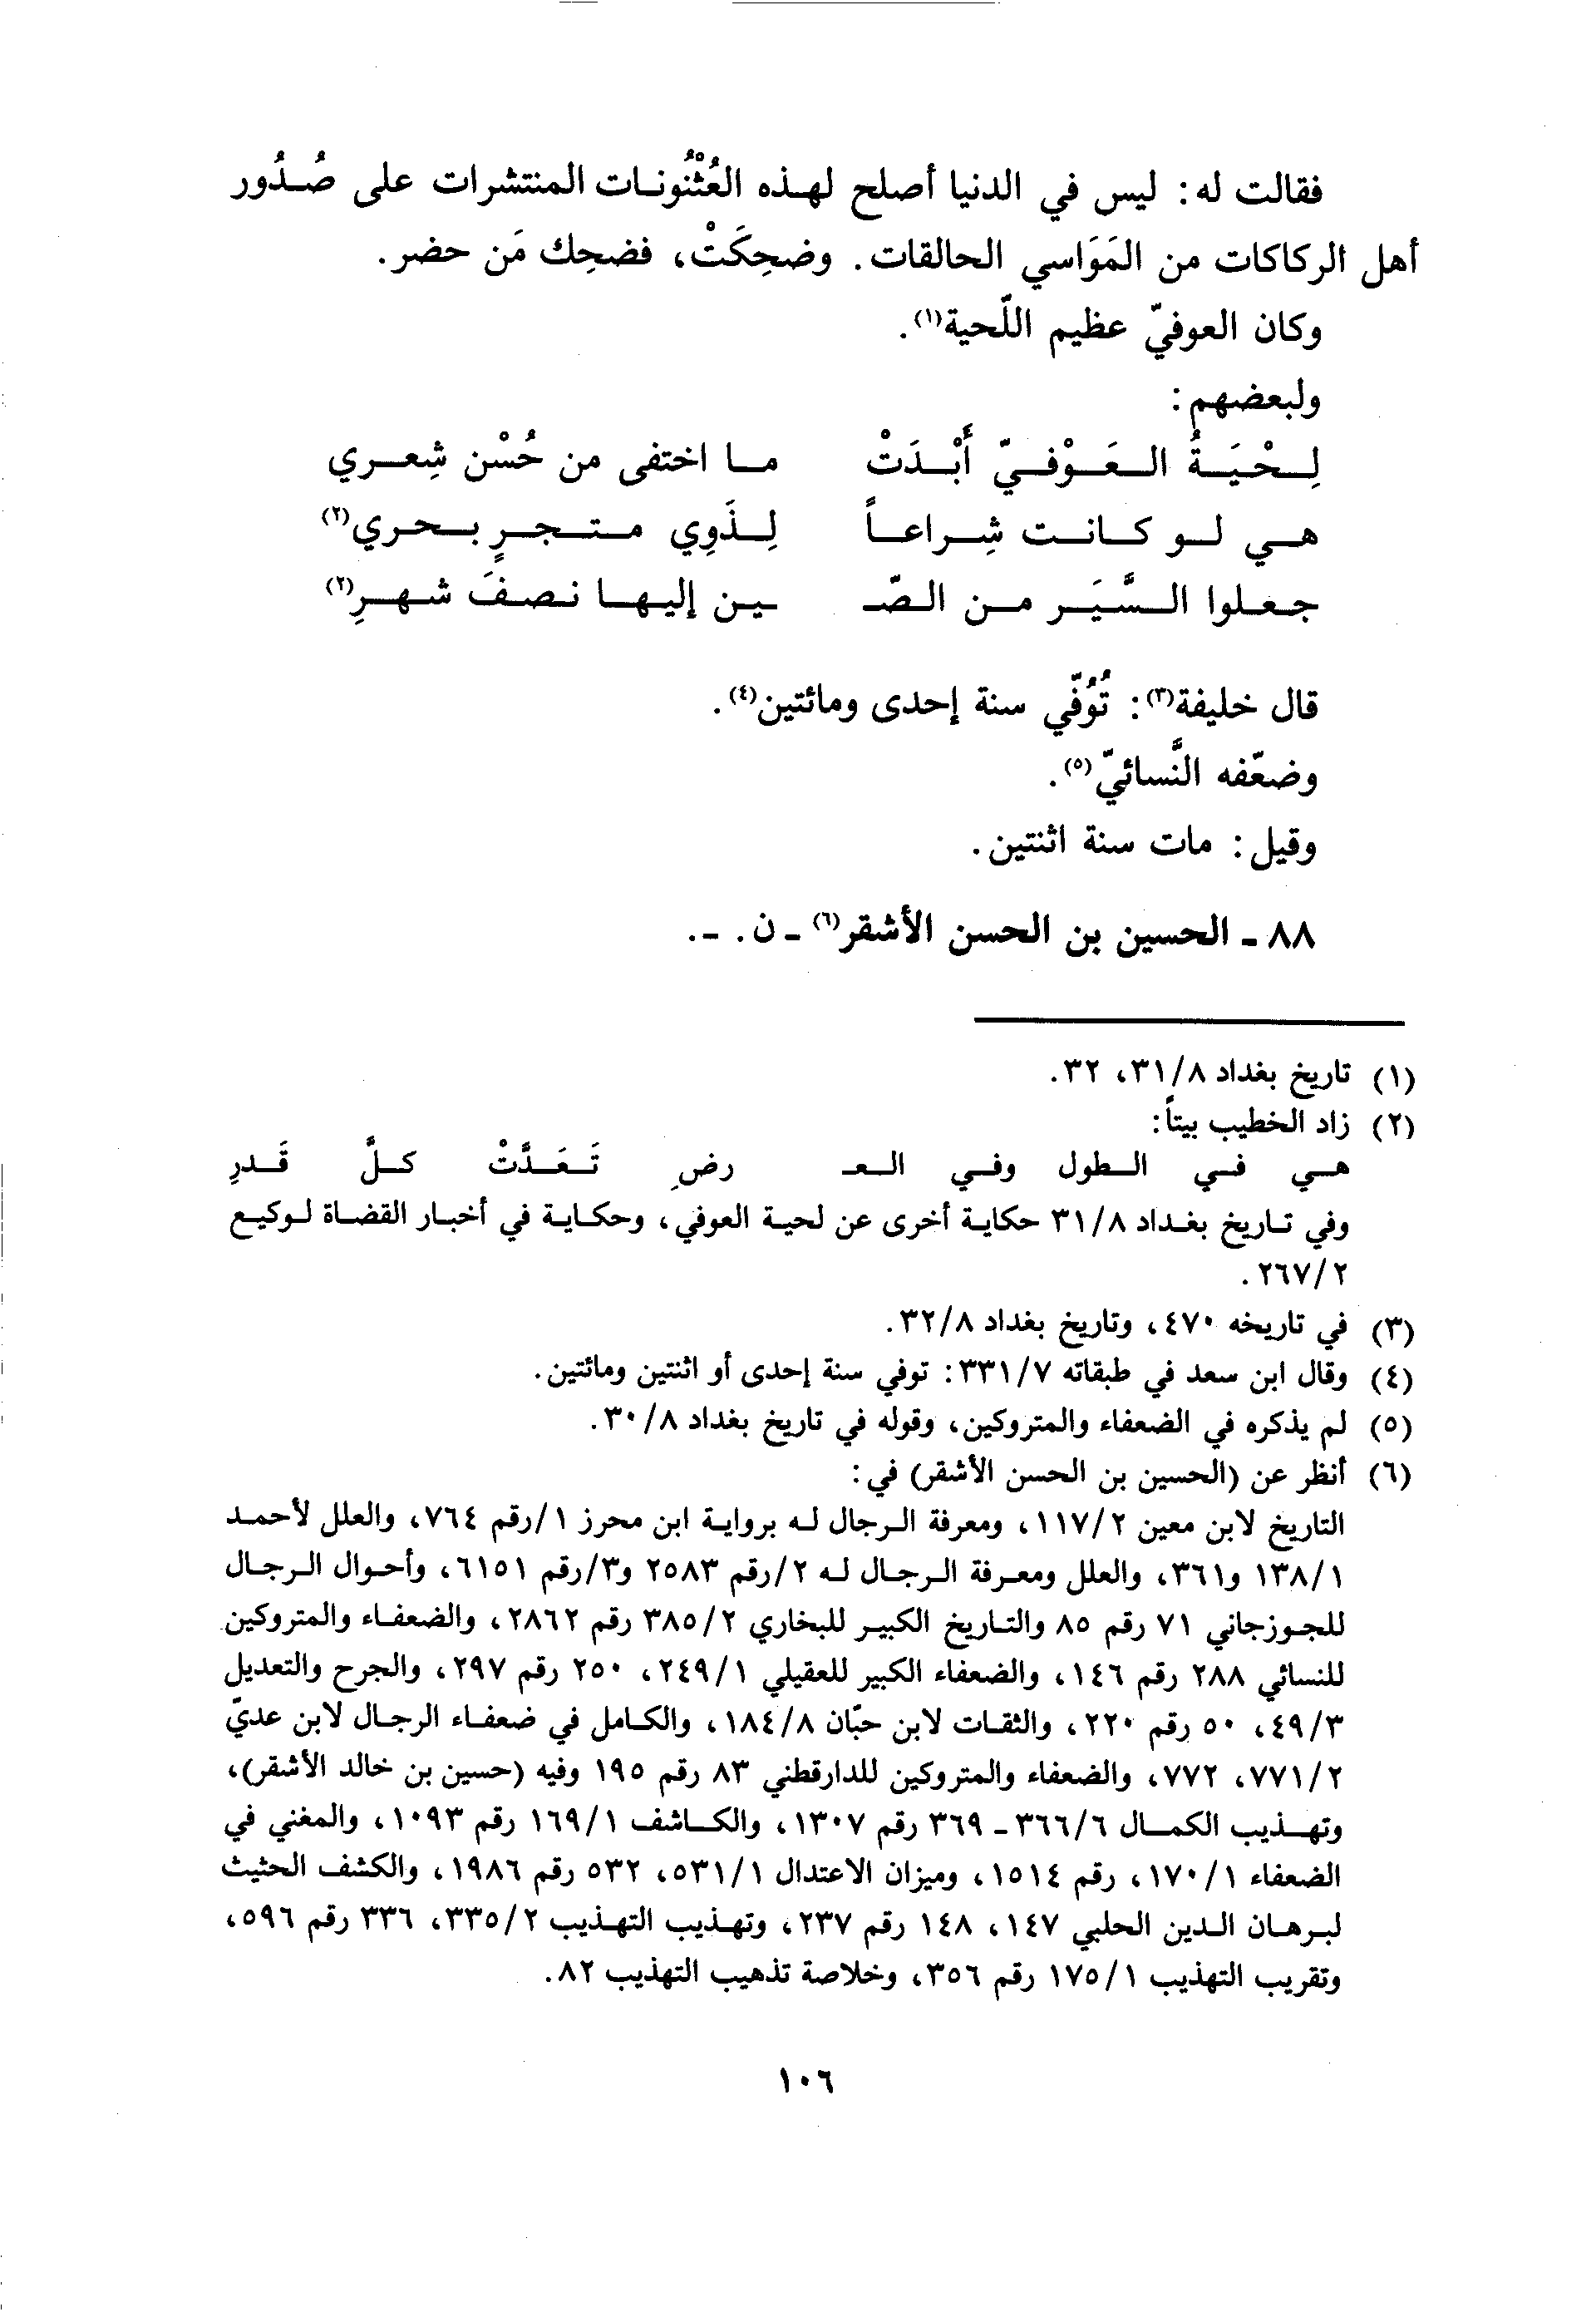 فقالت له: ليس في الدنيا أصلح لهذه العُثْنُونات المنتشرات على صُدُور
أهل الركاكات من المَوَاسي الحالقات. وضحِكَتْ، فضحِك مَن حضر.
وكان العوفيّ عظيم اللّحية(١).
ولبعضهم:
لِحْيَةُ العَوْفيّ أَبْدَتْ ما اختفى من حُسْن شِعري
هي لو كانت شِراعاً لِذَوِي متجرٍ بحري(٢)
جعلوا السَّيَر من الصّـ ـين إليها نصفَ شهرِ(٢)
قال خليفة(٣): تُوُفّي سنة إحدى ومائتين(٤).
وضعّفه النَّسائيّ(٥).
وقيل: مات سنة اثنتين.
٨٨ - الحسين بن الحسن الأشقر(٦) - ن. -.
(١) تاريخ بغداد ٣١/٨، ٣٢.
(٢) زاد الخطيب بيتاً:
هي في الطول وفي العـ رضِ تَعَدَّتْ كلَّ قَدرِ
وفي تاريخ بغداد ٣١/٨ حكاية أخرى عن لحية العوفي، وحكاية في أخبار القضاة لوكيع
٢٦٧/٢.
(٣) في تاريخه ٤٧٠، وتاريخ بغداد ٣٢/٨.
(٤) وقال ابن سعد في طبقاته ٣٣١/٧: توفي سنة إحدى أو اثنتين ومائتين.
(٥) لم يذكره في الضعفاء والمتروكين، وقوله في تاريخ بغداد ٣٠/٨.
(٦) أنظر عن (الحسين بن الحسن الأشقر) في:
التاريخ لابن معين ١١٧/٢، ومعرفة الرجال له برواية ابن محرز ١/رقم ٧٦٤، والعلل لأحمد
١٣٨/١ و٣٦١، والعلل ومعرفة الرجال له ٢/رقم ٢٥٨٣ و٣/رقم ٦١٥١، وأحوال الرجال
للجوزجاني ٧١ رقم ٨٥ والتاريخ الكبير للبخاري ٣٨٥/٢ رقم ٢٨٦٢، والضعفاء والمتروكين
للنسائي ٢٨٨ رقم ١٤٦، والضعفاء الكبير للعقيلي ٢٤٩/١، ٢٥٠ رقم ٢٩٧، والجرح والتعديل
٤٩/٣، ٥٠ رقم ٢٢٠، والثقات لابن حبّان ١٨٤/٨، والكامل في ضعفاء الرجال لابن عديّ
٧٧١/٢، ٧٧٢، والضعفاء والمتروكين للدارقطني ٨٣ رقم ١٩٥ وفيه (حسين بن خالد الأشقر)،
وتهذيب الكمال ٣٦٦/٦ - ٣٦٩ رقم ١٣٠٧، والكاشف ١٦٩/١ رقم ١٠٩٣، والمغني في
الضعفاء ١٧٠/١، رقم ١٥١٤، وميزان الاعتدال ٥٣١/١، ٥٣٢ رقم ١٩٨٦، والكشف الحثيث
لبرهان الدين الحلبي ١٤٧، ١٤٨ رقم ٢٣٧، وتهذيب التهذيب ٣٣٥/٢، ٣٣٦ رقم ٥٩٦،
وتقريب التهذيب ١٧٥/١ رقم ٣٥٦، وخلاصة تذهيب التهذيب ٨٢.
١٠٦